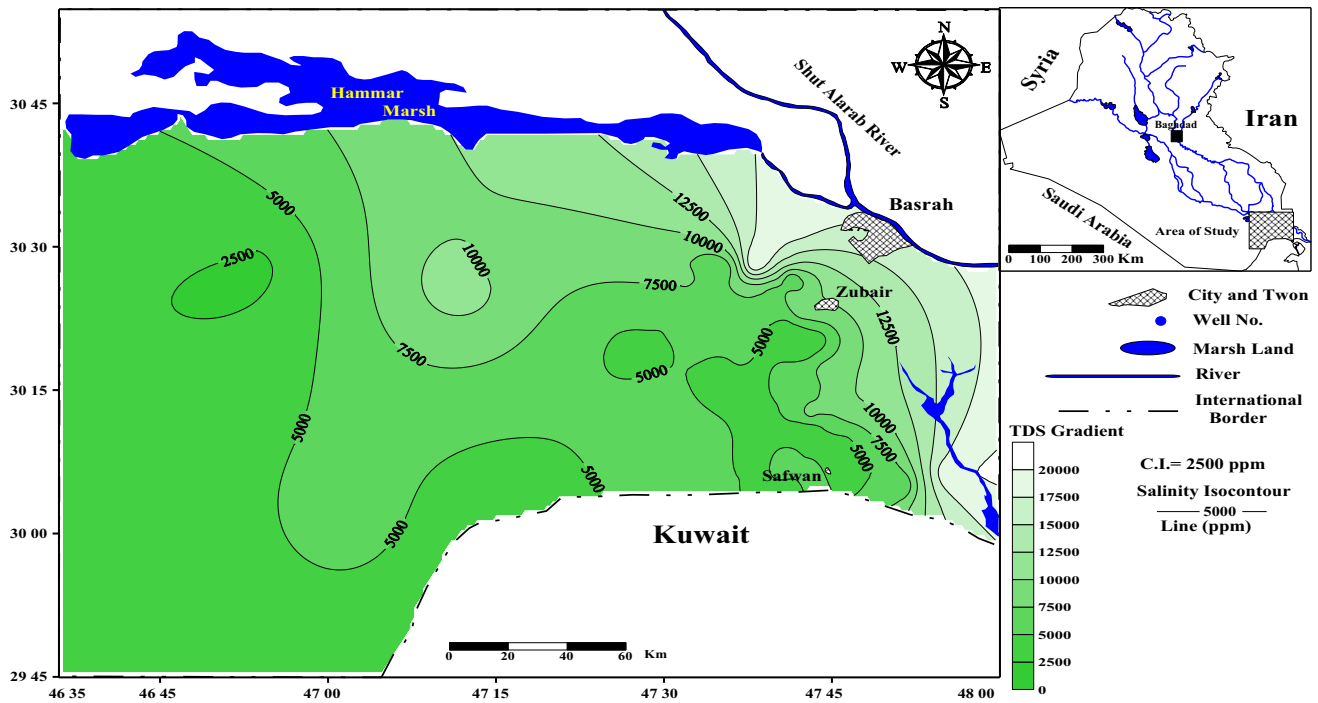 30 45
30 30
30 15
30 00
29 45
46 35
46 45
47 00
47 15
47 30
47 45
48 00
Hammar
Marsh
Shut Alarab River
N
W
E
S
Basrah
Zubair
Safwan
Kuwait
5000
2500
5000
5000
5000
7500
10000
7500
5000
12500
10000
5000
12500
10000
7500
5000
0
20
40
60
Km
Syria
Iran
Baghdad
Saudi Arabia
Area of Study
0
100
200
300
Km
City and Twon
Well No.
Marsh Land
River
International
Border
TDS Gradient
20000
17500
15000
12500
10000
7500
5000
2500
0
C.I.= 2500 ppm
Salinity Isocontour
5000
Line (ppm)